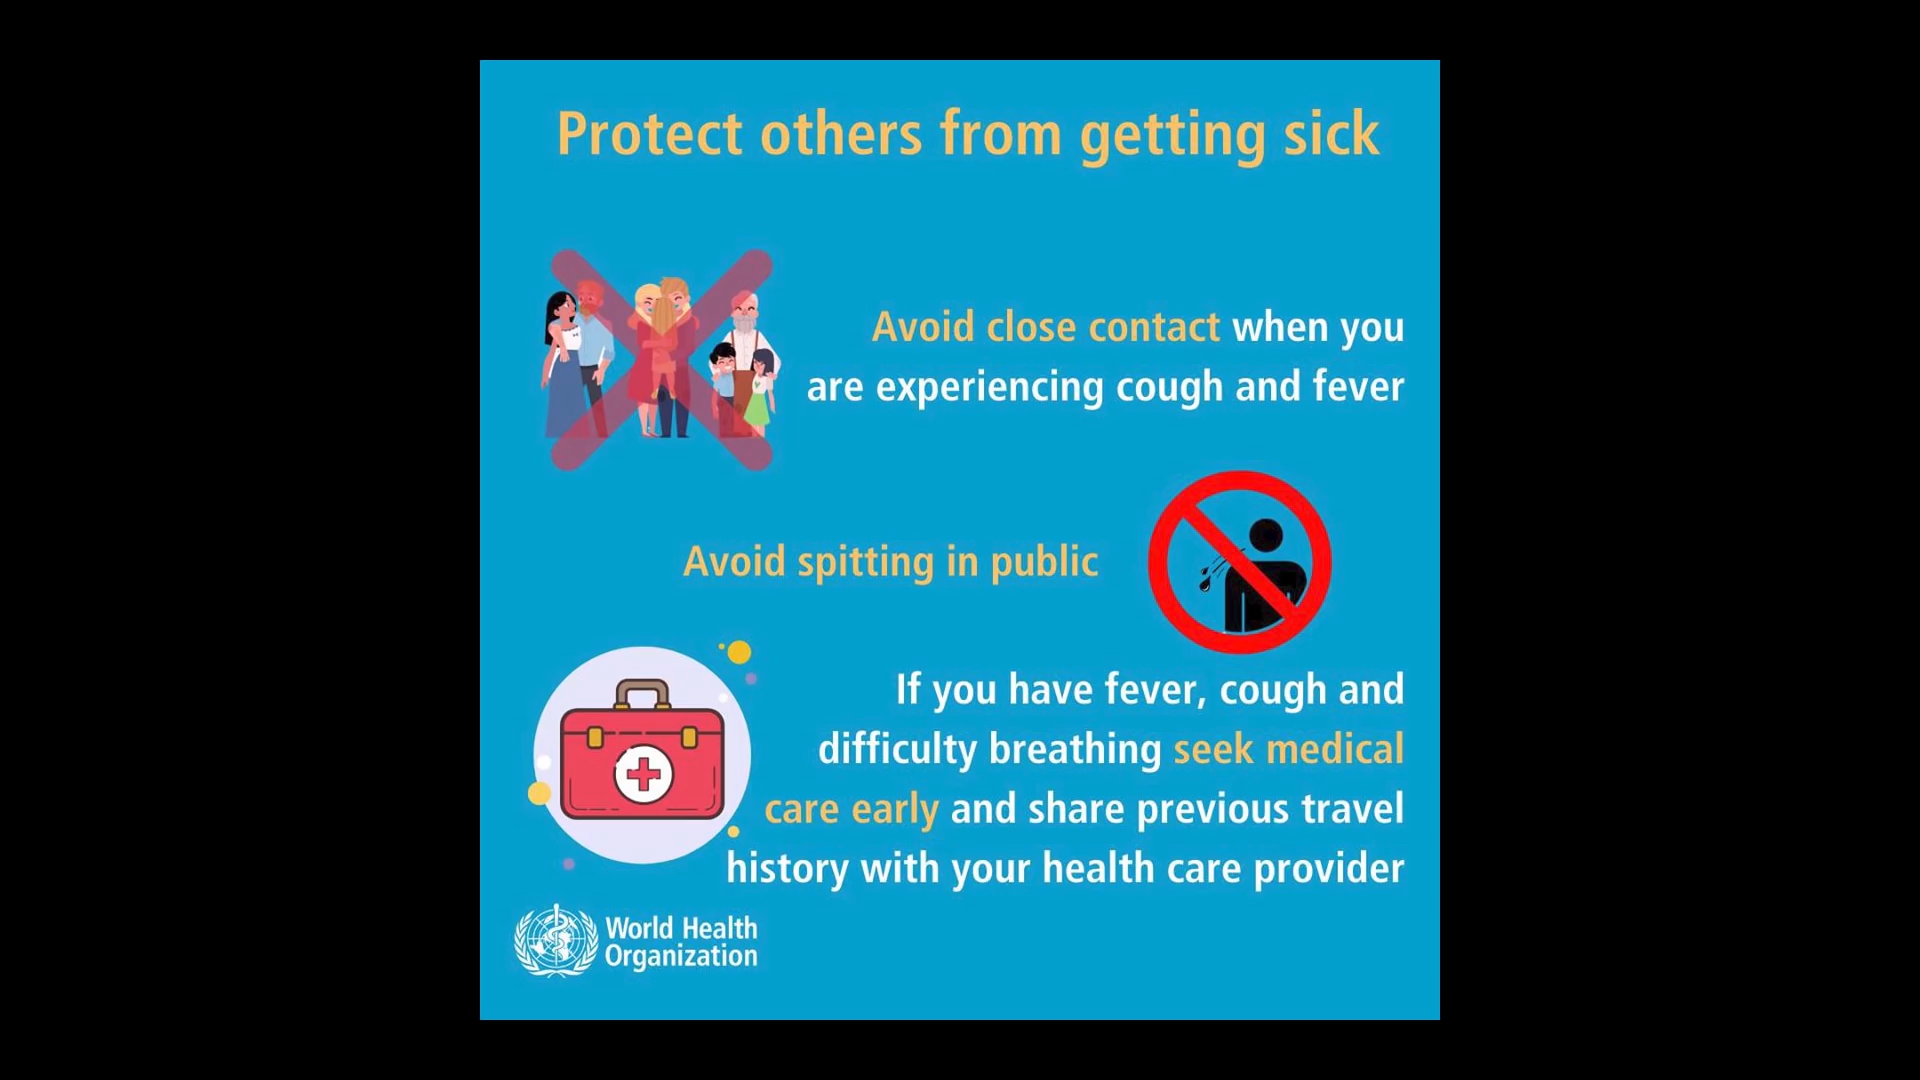 Protect others from getting sick
Avoid close contact when you
are experiencing cough and fever
Avoid spitting in public
If you have fever, cough and
difficulty breathing seek medical
care early and share previous travel
history with your health care provider
World Health
Organization